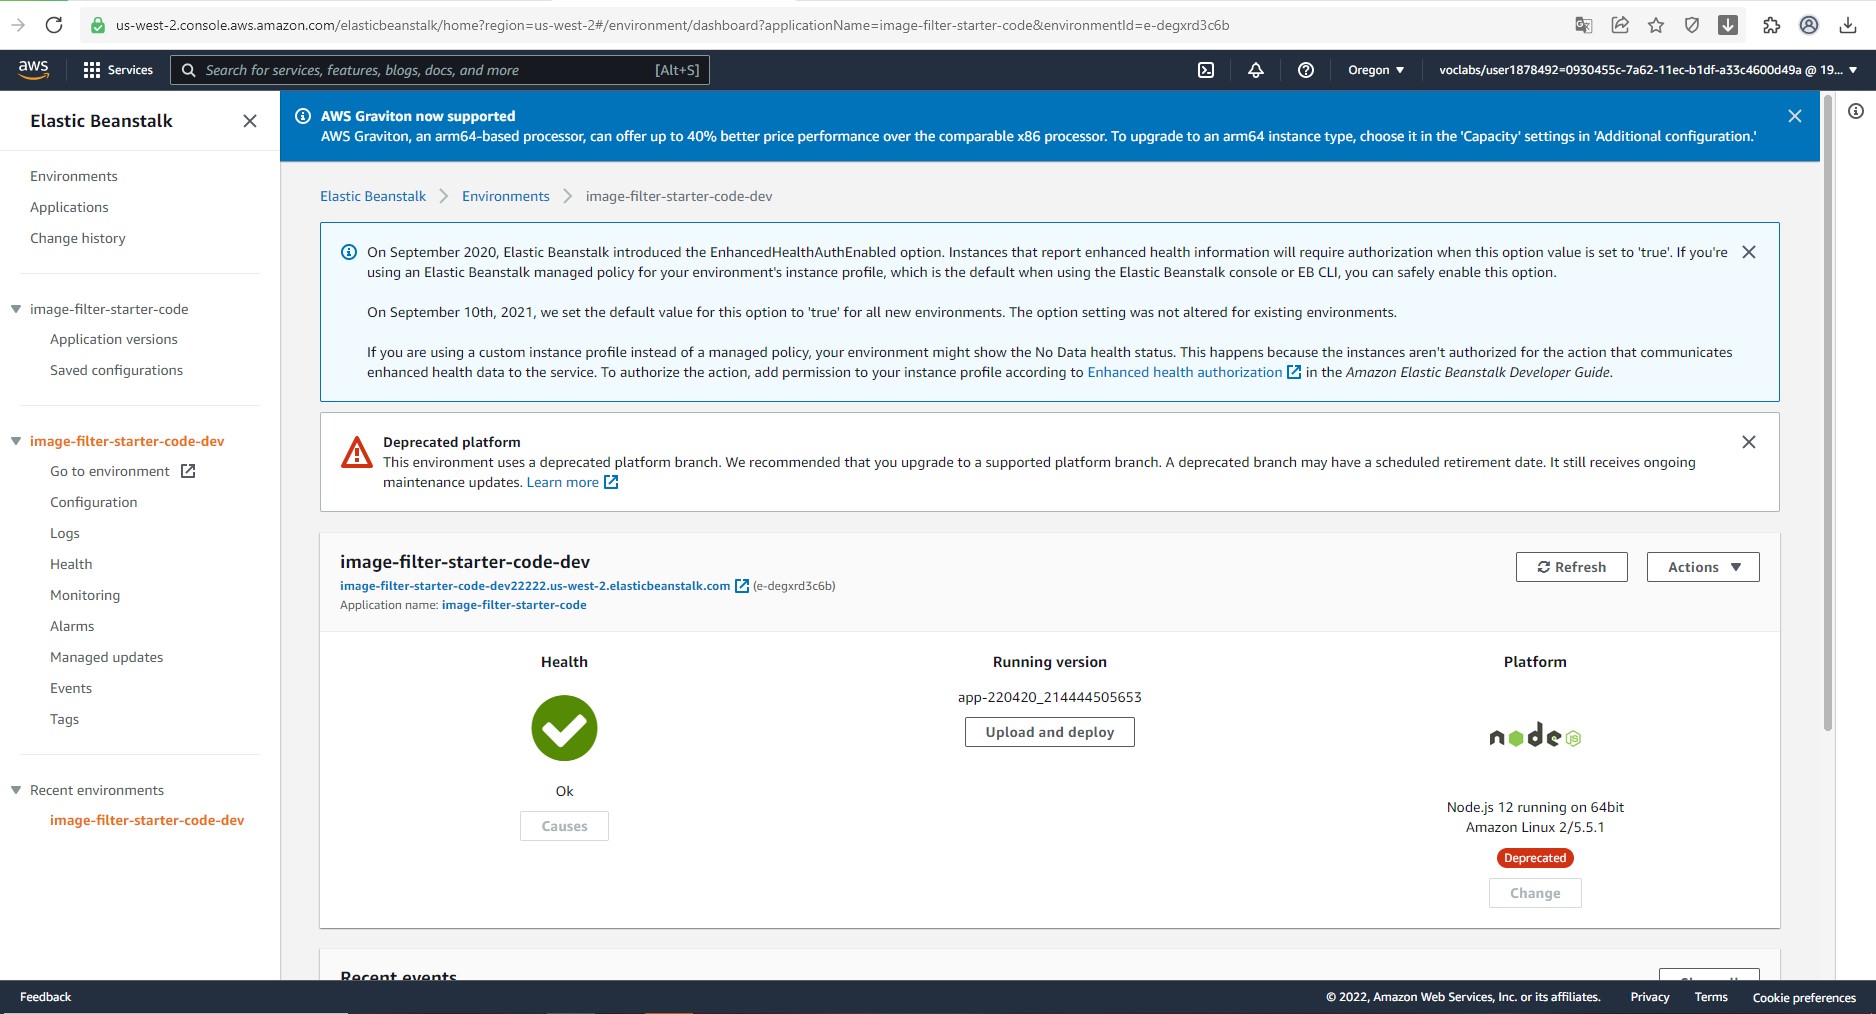 us-west-2.console.aws.amazon.com/elasticbeanstalk/home?region=us-west-2#/environment/dashboard?applicationName=image-filter-starter-code&environmentId=e-degxrd3c6b
aws
Services
Search for services, features, blogs, docs, and more
[Alt+S]
Oregon
voclabs/user1878492=0930455c-7a62-11ec-b1df-a33c4600d49a @ 19...
Elastic Beanstalk
Environments
Applications
Change history
image-filter-starter-code
Application versions
Saved configurations
image-filter-starter-code-dev
Go to environment
Configuration
Logs
Health
Monitoring
Alarms
Managed updates
Events
Tags
Recent environments
image-filter-starter-code-dev
AWS Graviton now supported
AWS Graviton, an arm64-based processor, can offer up to 40% better price performance over the comparable x86 processor. To upgrade to an arm64 instance type, choose it in the 'Capacity' settings in 'Additional configuration.'
Elastic Beanstalk
Environments
image-filter-starter-code-dev
On September 2020, Elastic Beanstalk introduced the EnhancedHealthAuthEnabled option. Instances that report enhanced health information will require authorization when this option value is set to 'true'. If you're
using an Elastic Beanstalk managed policy for your environment's instance profile, which is the default when using the Elastic Beanstalk console or EB CLI, you can safely enable this option.
On September 10th, 2021, we set the default value for this option to 'true' for all new environments. The option setting was not altered for existing environments.
If you are using a custom instance profile instead of a managed policy, your environment might show the No Data health status. This happens because the instances aren't authorized for the action that communicates
enhanced health data to the service. To authorize the action, add permission to your instance profile according to Enhanced health authorization in the Amazon Elastic Beanstalk Developer Guide.
Deprecated platform
This environment uses a deprecated platform branch. We recommended that you upgrade to a supported platform branch. A deprecated branch may have a scheduled retirement date. It still receives ongoing
maintenance updates. Learn more
image-filter-starter-code-dev
image-filter-starter-code-dev22222.us-west-2.elasticbeanstalk.com (e-degxrd3c6b)
Application name: image-filter-starter-code
Refresh
Actions
Health
Ok
Causes
Running version
app-220420_214444505653
Upload and deploy
Platform
node JS
Node.js 12 running on 64bit
Amazon Linux 2/5.5.1
Deprecated
Change
Recent events
Feedback
© 2022, Amazon Web Services, Inc. or its affiliates.
Privacy
Terms
Cookie preferences